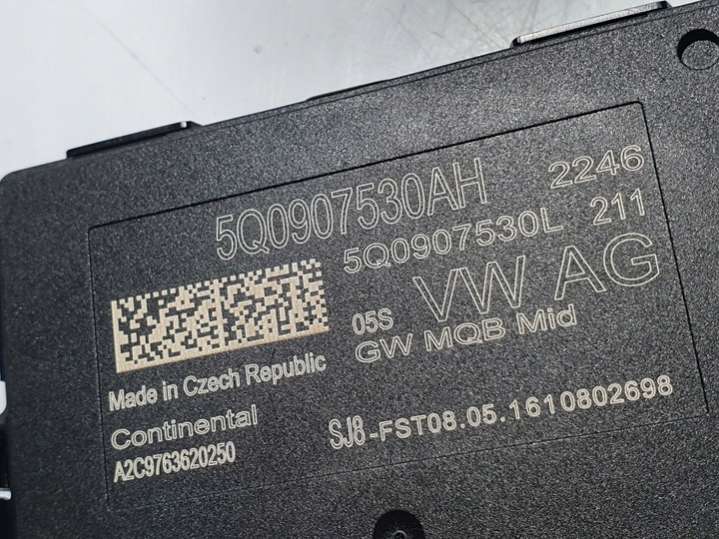 5Q0907530AH 2246
5Q0907530L 211
05S VW AG
GW MQB Mid
Made in Czech Republic
Continental
A2C9763620250
SJ8-FST08.05.1610802698